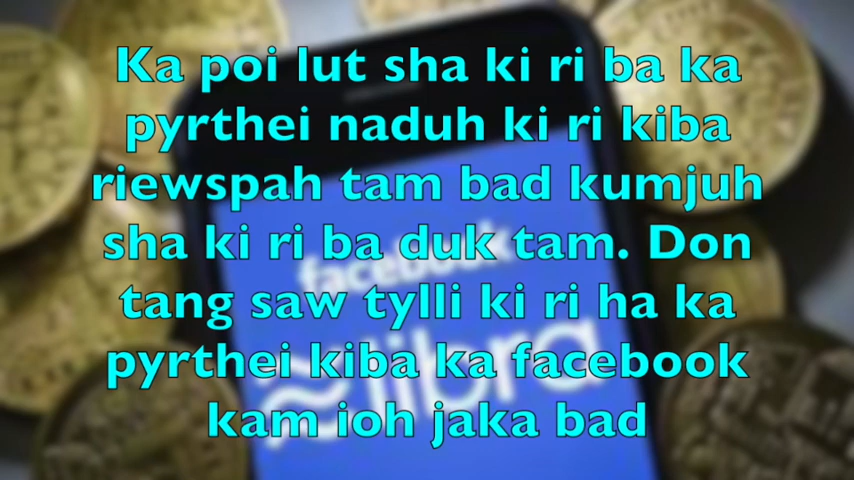 Ka poi lut sha ki ri ba ka
pyrthei naduh ki ri kiba
riewspah tam bad kumjuh
sha ki ri ba duk tam. Don
tang saw tylli ki ri ha ka
pyrthei kiba ka facebook
kam ioh jaka bad
facebook
libra